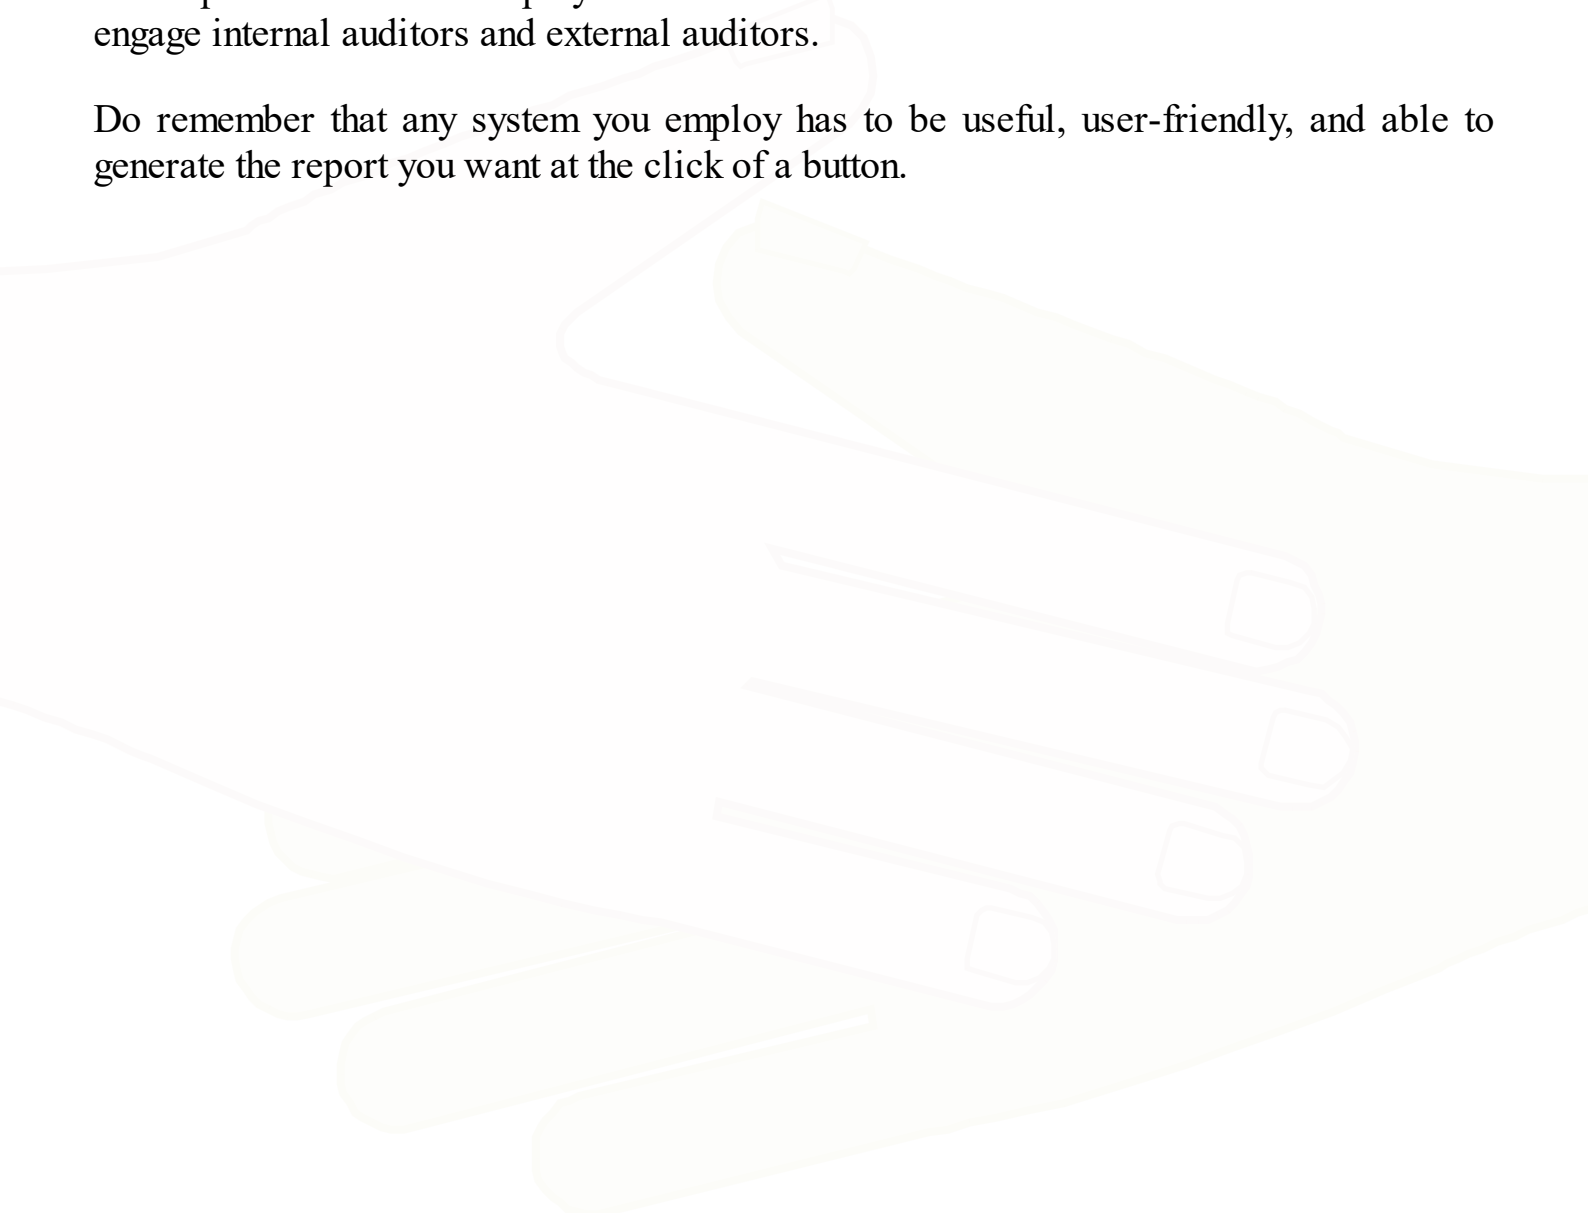 engage internal auditors and external auditors.
Do remember that any system you employ has to be useful, user-friendly, and able to
generate the report you want at the click of a button.